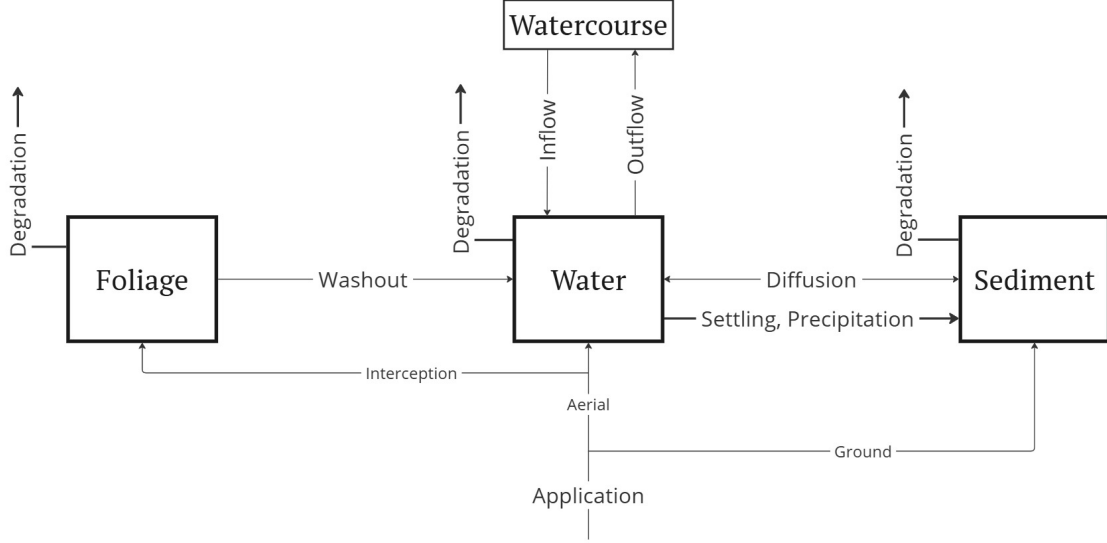 Watercourse
Inflow
Outflow
Degradation
Degradation
Degradation
Foliage
Washout
Water
Diffusion
Sediment
Settling, Precipitation
Interception
Aerial
Ground
Application